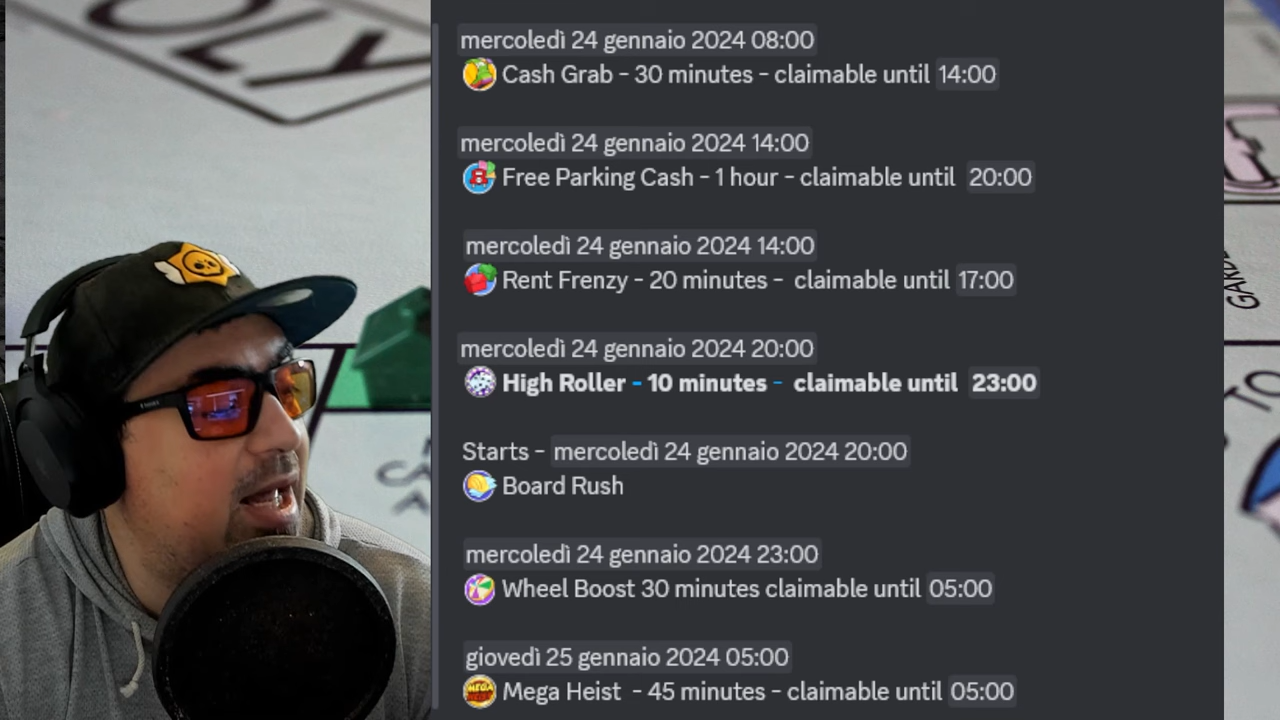 OLY
mercoledì 24 gennaio 2024 08:00
Cash Grab - 30 minutes - claimable until 14:00
mercoledì 24 gennaio 2024 14:00
Free Parking Cash - 1 hour - claimable until 20:00
mercoledì 24 gennaio 2024 14:00
Rent Frenzy - 20 minutes - claimable until 17:00
mercoledì 24 gennaio 2024 20:00
High Roller - 10 minutes - claimable until 23:00
Starts - mercoledì 24 gennaio 2024 20:00
Board Rush
mercoledì 24 gennaio 2024 23:00
Wheel Boost 30 minutes claimable until 05:00
giovedì 25 gennaio 2024 05:00
Mega Heist - 45 minutes - claimable until 05:00
TO